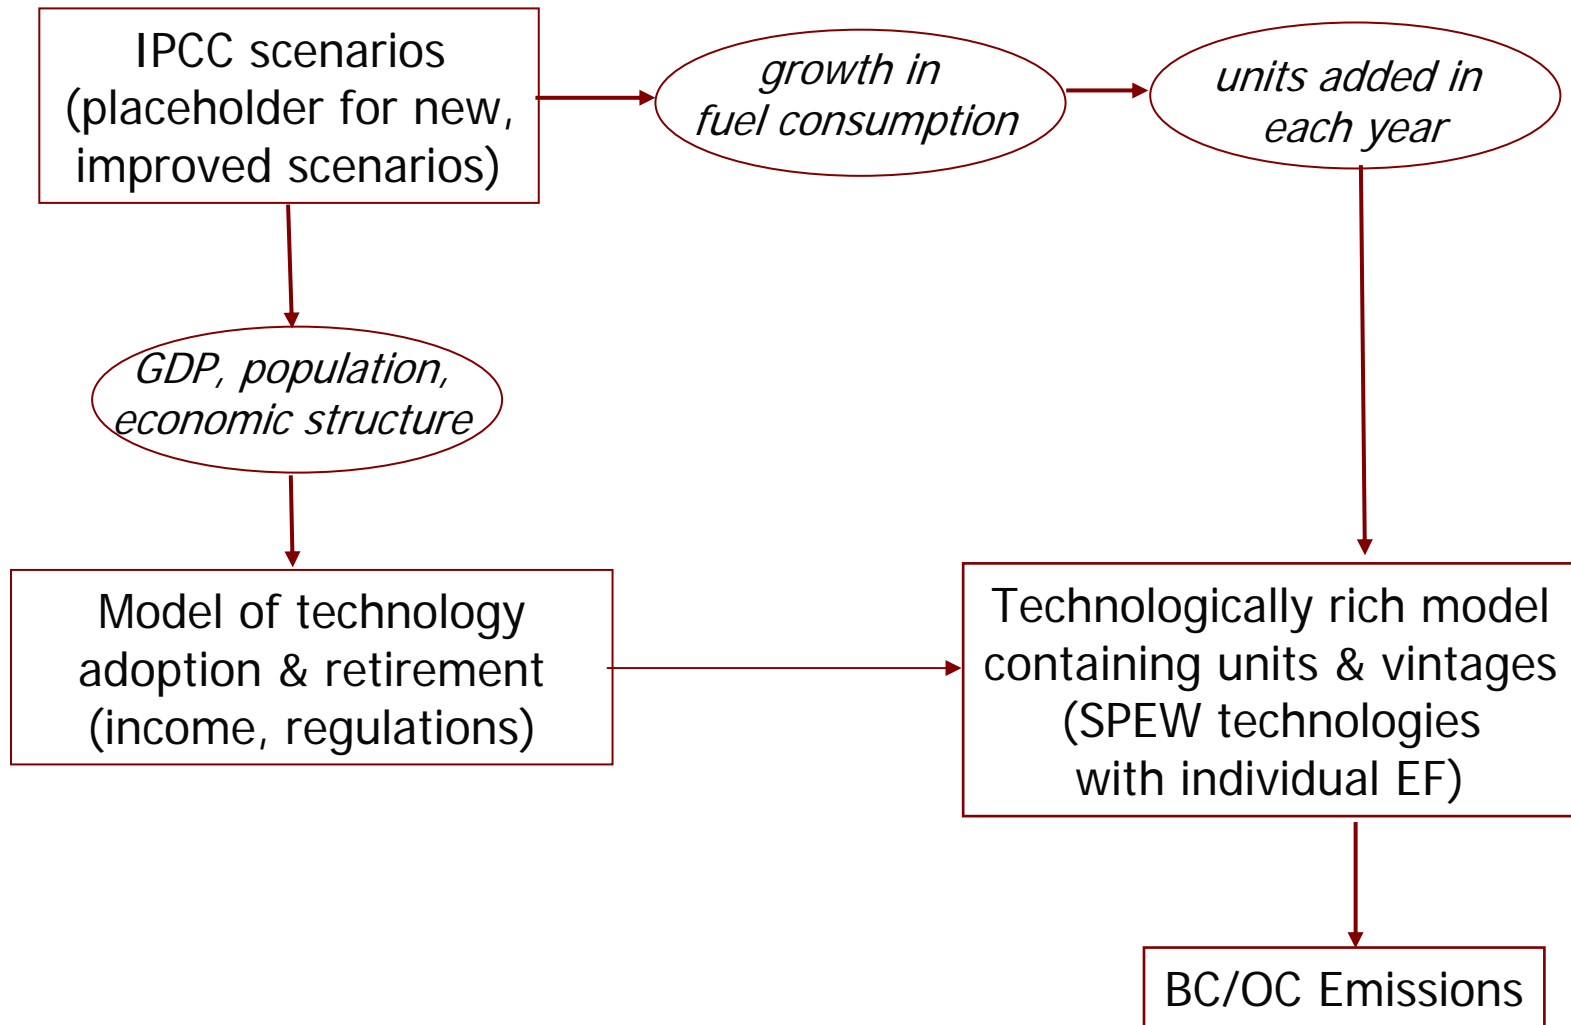 IPCC scenarios
(placeholder for new,
improved scenarios)
growth in
fuel consumption
units added in
each year
GDP, population,
economic structure
Model of technology
adoption & retirement
(income, regulations)
Technologically rich model
containing units & vintages
(SPEW technologies
with individual EF)
BC/OC Emissions